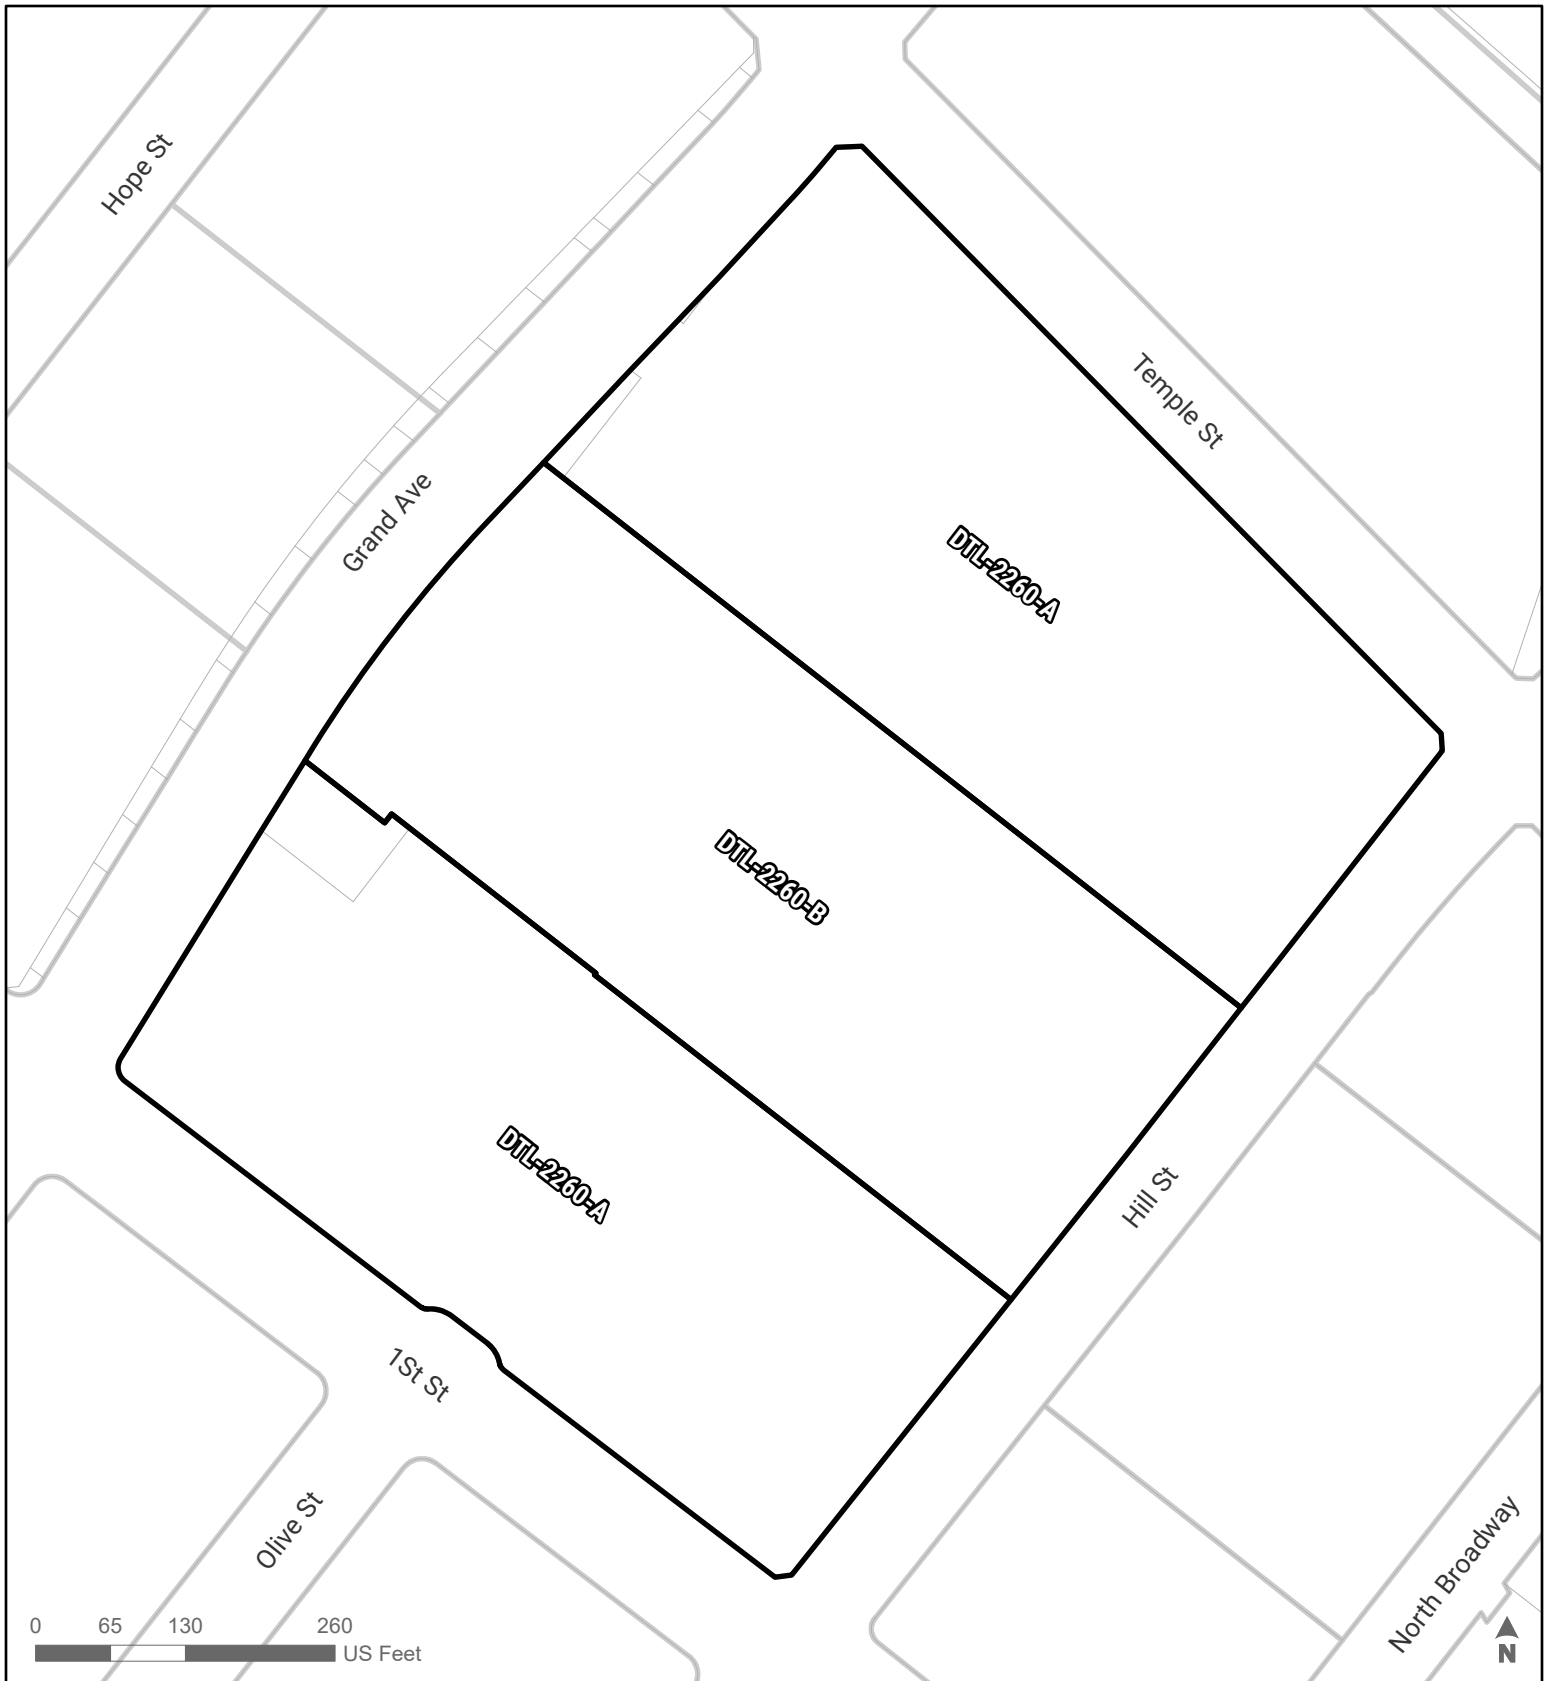 Hope St
Temple St
Grand Ave
DTL-2260-A
DTL-2260-B
DTL-2260-A
Hill St
1St St
Olive St
North Broadway
0 65 130 260
US Feet
N